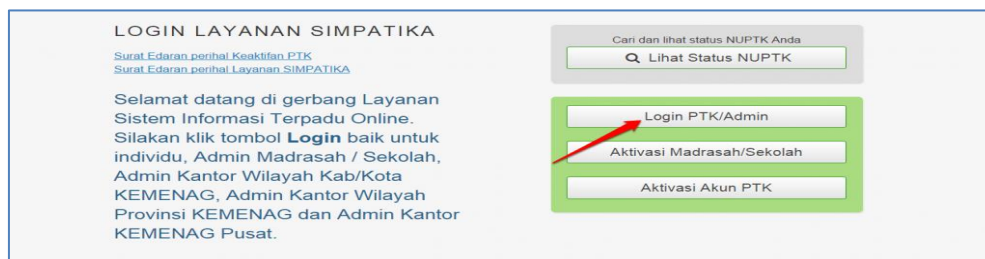 LOGIN LAYANAN SIMPATIKA
Surat Edaran perihal Keaktifan PTK
Surat Edaran perihal Layanan SIMPATIKA
Selamat datang di gerbang Layanan
Sistem Informasi Terpadu Online.
Silakan klik tombol Login baik untuk
individu, Admin Madrasah / Sekolah,
Admin Kantor Wilayah Kab/Kota
KEMENAG, Admin Kantor Wilayah
Provinsi KEMENAG dan Admin Kantor
KEMENAG Pusat.
Cari dan lihat status NUPTK Anda
Lihat Status NUPTK
Login PTK/Admin
Aktivasi Madrasah/Sekolah
Aktivasi Akun PTK